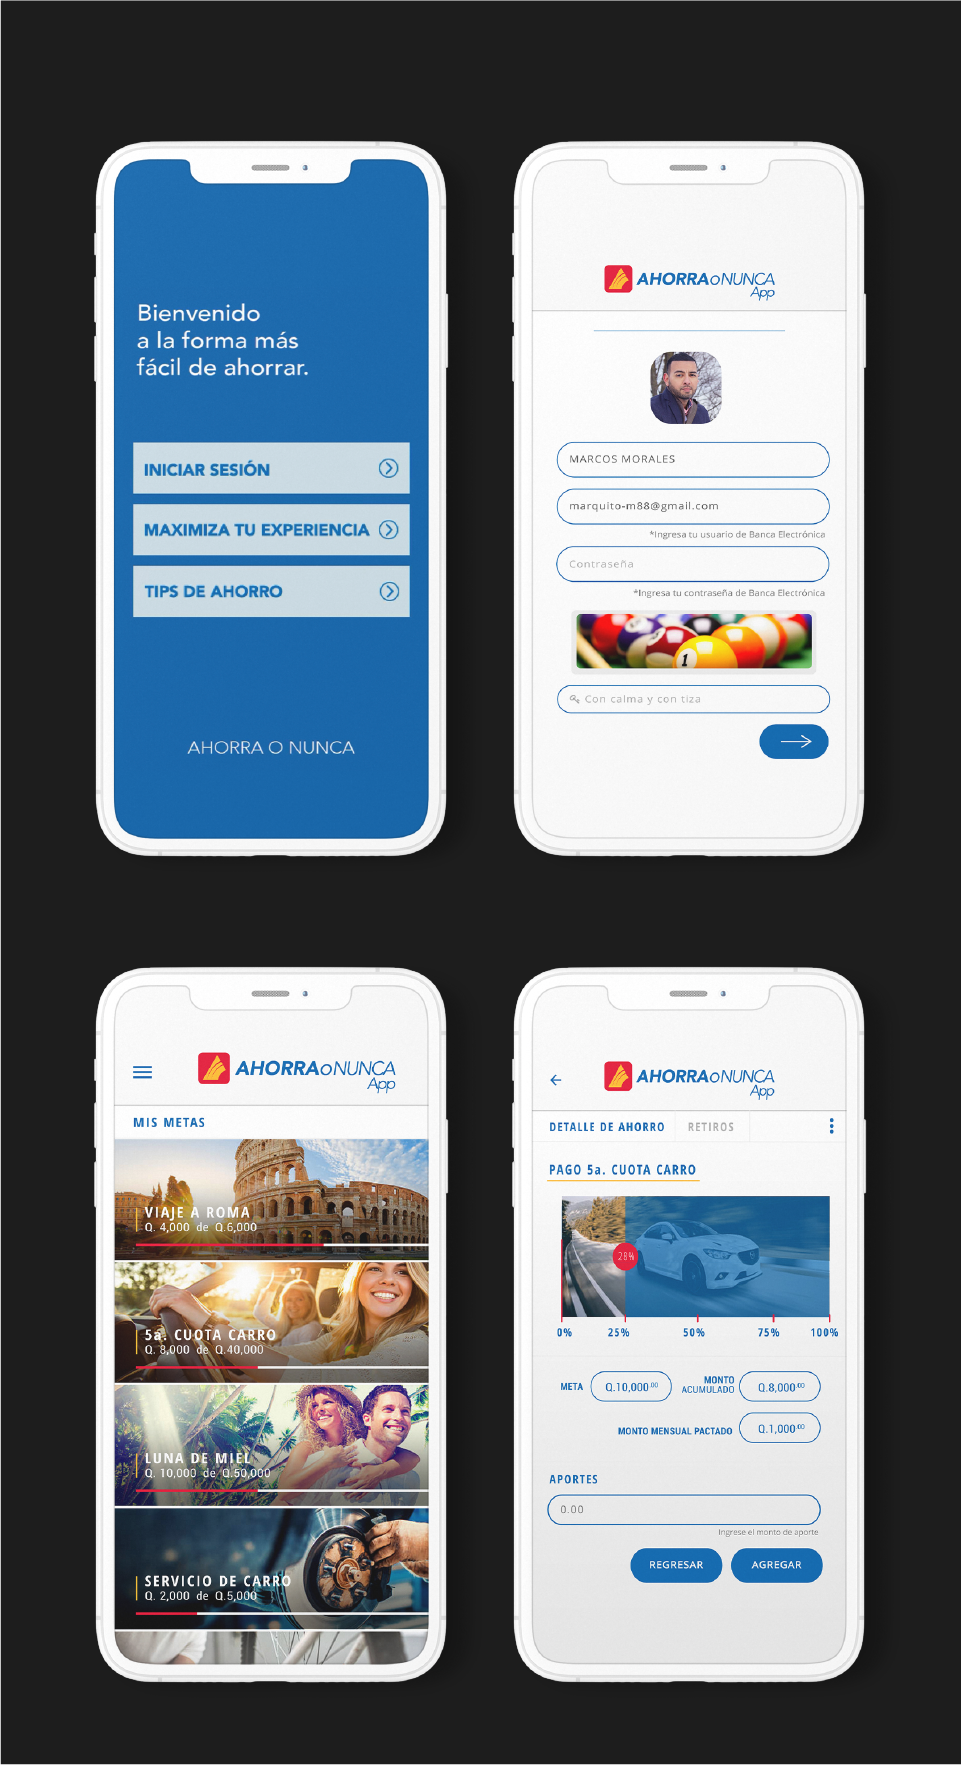 Bienvenido
a la forma más
fácil de ahorrar.
INICIAR SESIÓN
MAXIMIZA TU EXPERIENCIA
TIPS DE AHORRO
AHORRA O NUNCA
AHORRAoNUNCA
App
MARCOS MORALES
marquito-m88@gmail.com
*Ingresa tu usuario de Banca Electrónica
Contraseña
*Ingresa tu contraseña de Banca Electrónica
1
Con calma y con tiza
AHORRAoNUNCA
App
MIS METAS
VIAJE A ROMA
Q. 4,000 de Q.6,000
5a. CUOTA CARRO
Q. 8,000 de Q.40,000
LUNA DE MIEL
Q. 10,000 de Q.50,000
SERVICIO DE CARRO
Q. 2,000 de Q.5,000
AHORRAoNUNCA
App
DETALLE DE AHORRO RETIROS
PAGO 5a. CUOTA CARRO
28%
0% 25% 50% 75% 100%
META Q.10,000.00 MONTO ACUMULADO Q.8,000.00
MONTO MENSUAL PACTADO Q.1,000.00
APORTES
0.00
Ingrese el monto de aporte
REGRESAR AGREGAR